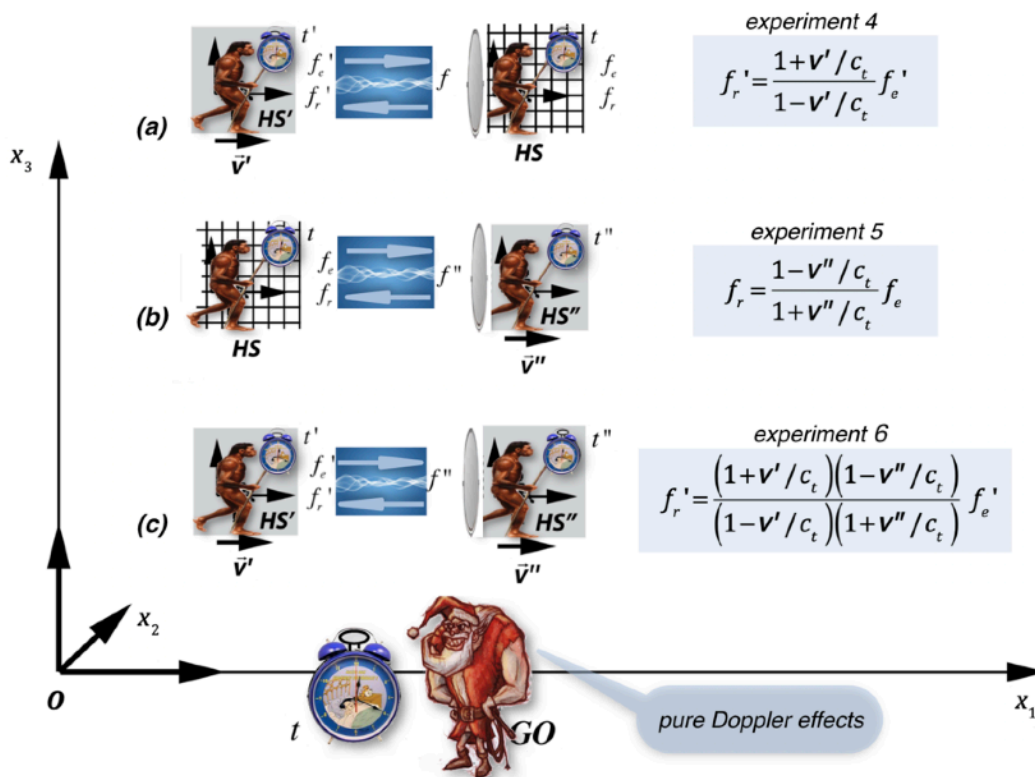 experiment 4
t'
f_e'
f_r'
HS'
v⃗'
f
t
f_e
f_r
HS
(a)
f_r' = (1+v'/c_t)/(1−v'/c_t) f_e'
x_3
experiment 5
t
f_e
f_r
HS
f''
t''
HS''
v⃗''
(b)
f_r = (1−v''/c_t)/(1+v''/c_t) f_e
experiment 6
t'
f_e'
f_r'
HS'
v⃗'
f''
t''
HS''
v⃗''
(c)
f_r' = ((1+v'/c_t)(1−v''/c_t))/((1−v'/c_t)(1+v''/c_t)) f_e'
x_2
O
t
GO
pure Doppler effects
x_1